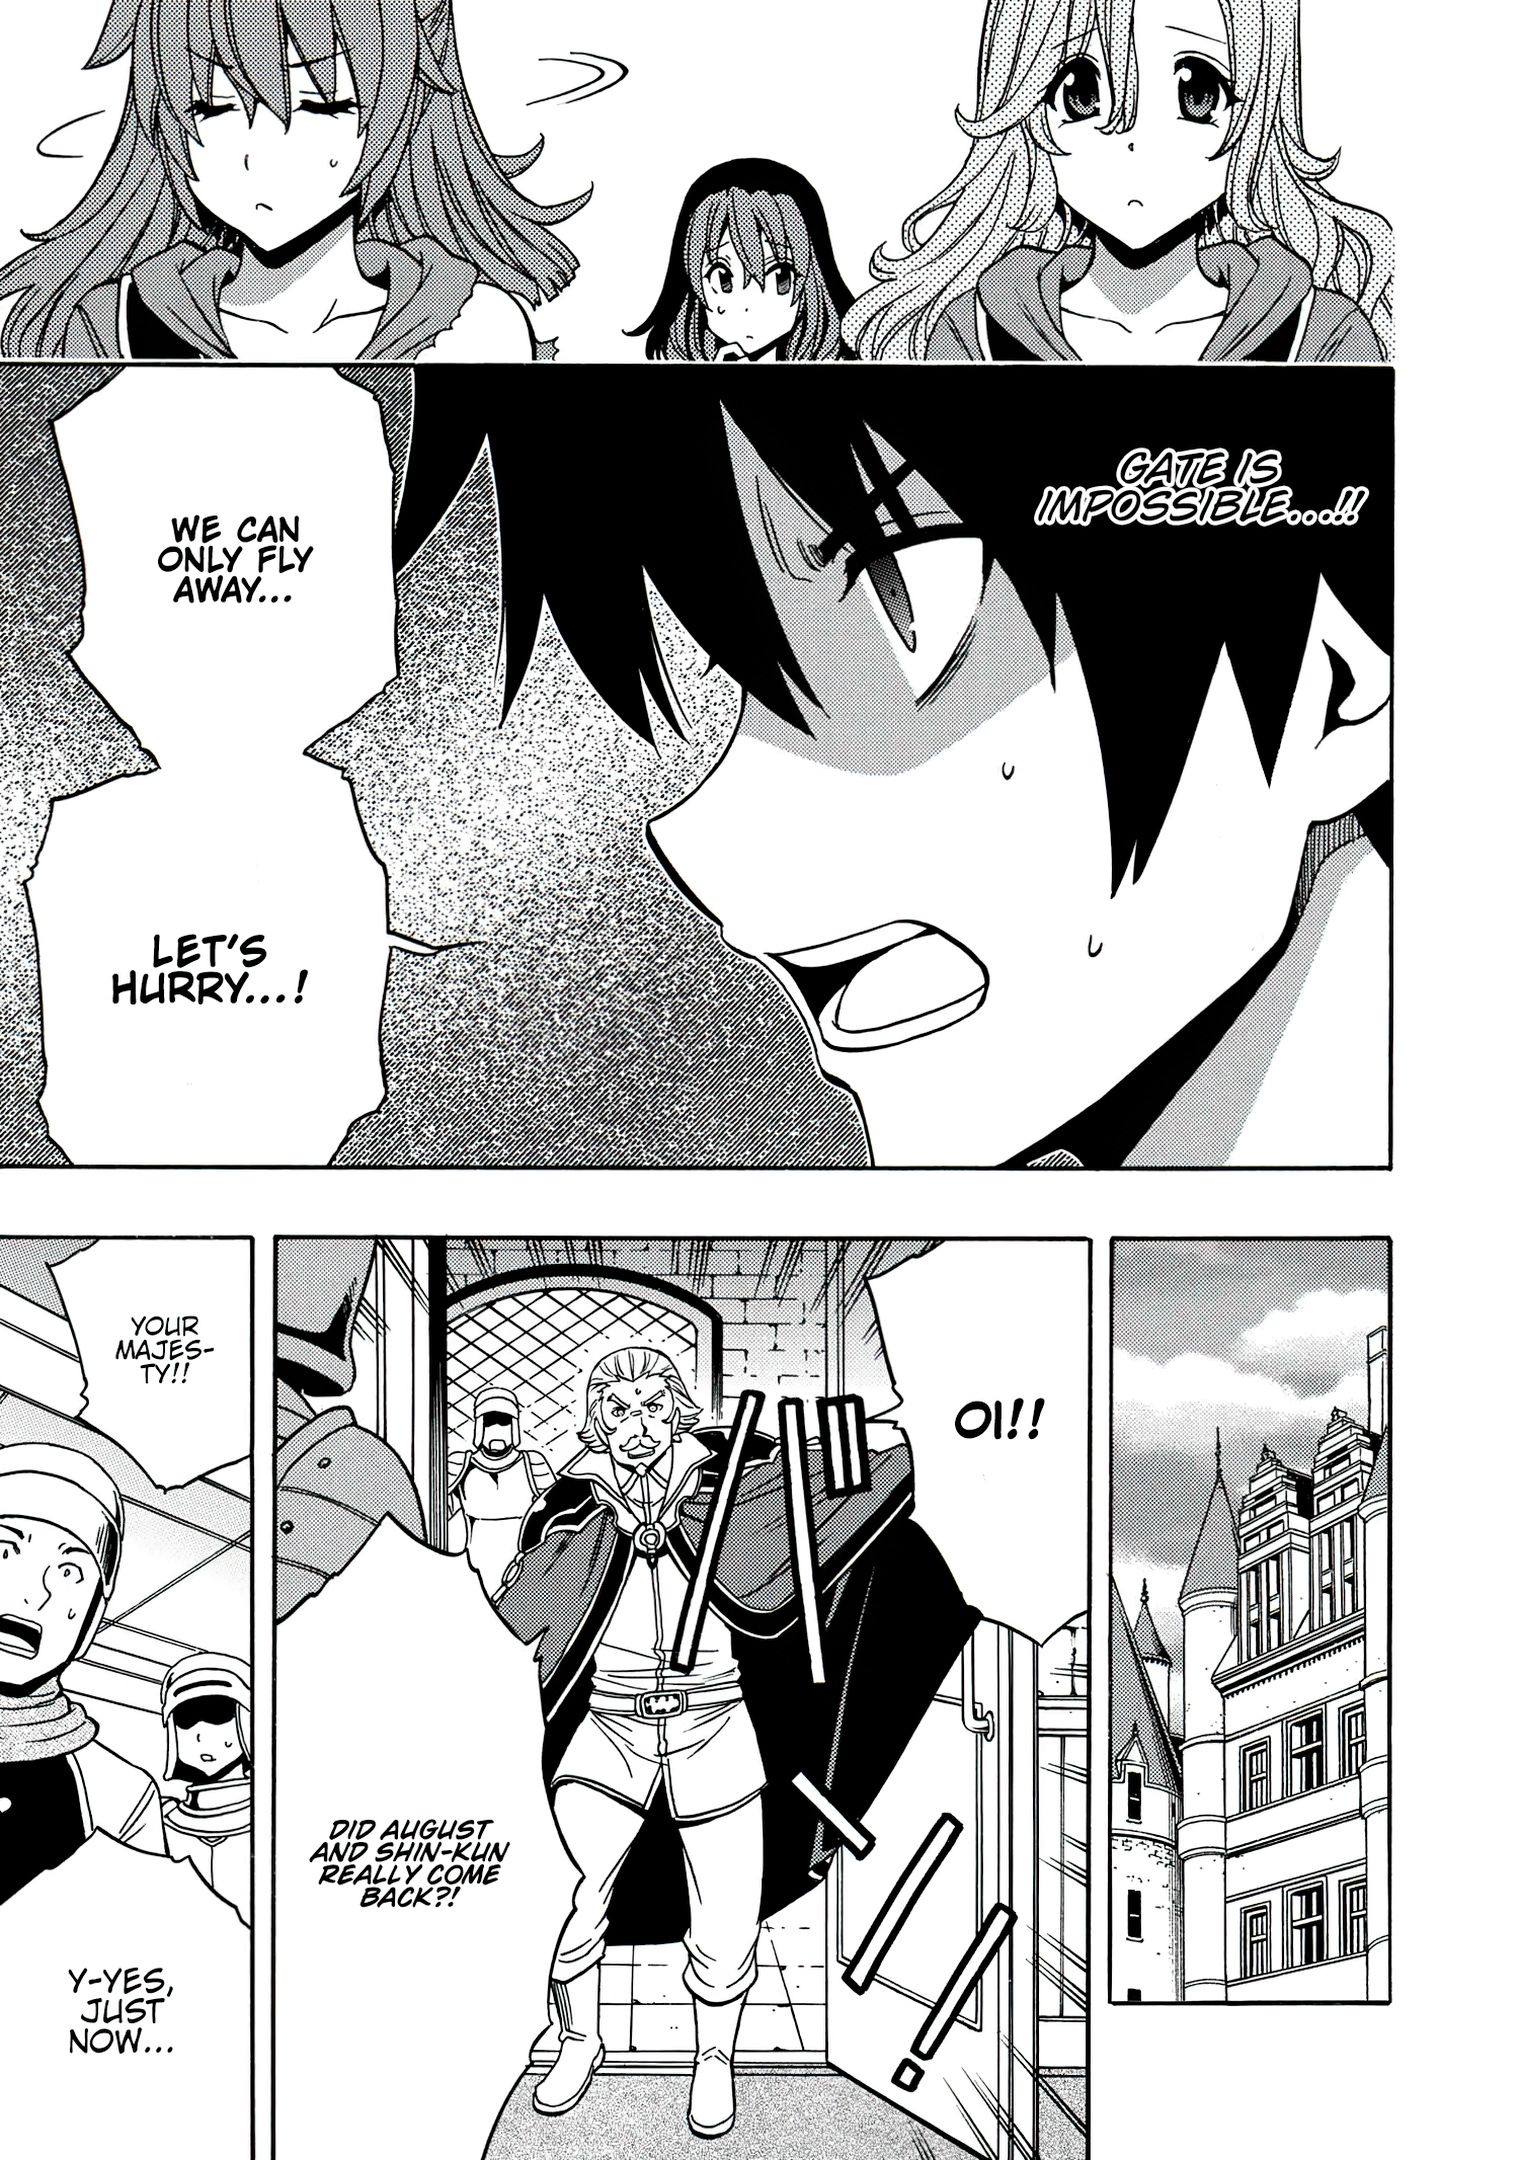 GATE IS
IMPOSSIBLE...!!
WE CAN
ONLY FLY
AWAY...
LET'S
HURRY...!
OI!!
DID AUGUST
AND SHIN-KUN
REALLY COME
BACK?!
YOUR
MAJES-
TY!!
Y-YES,
JUST
NOW...